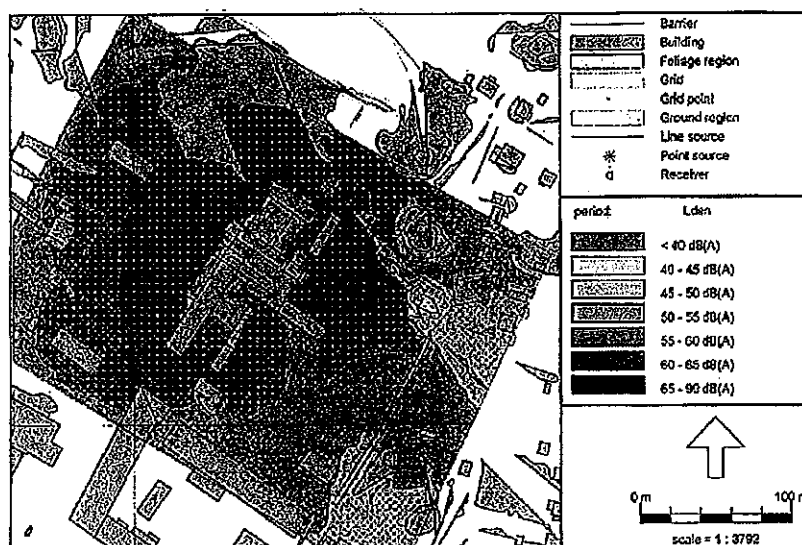 Barrier
Building
Foliage region
Grid
Grid point
Ground region
Line source
Point source
Receiver
period Lden
<40 dB(A)
40 - 45 dB(A)
45 - 50 dB(A)
50 - 55 dB(A)
55 - 60 dB(A)
60 - 65 dB(A)
65 - 90 dB(A)
0 m 100 m
scale = 1 : 3792